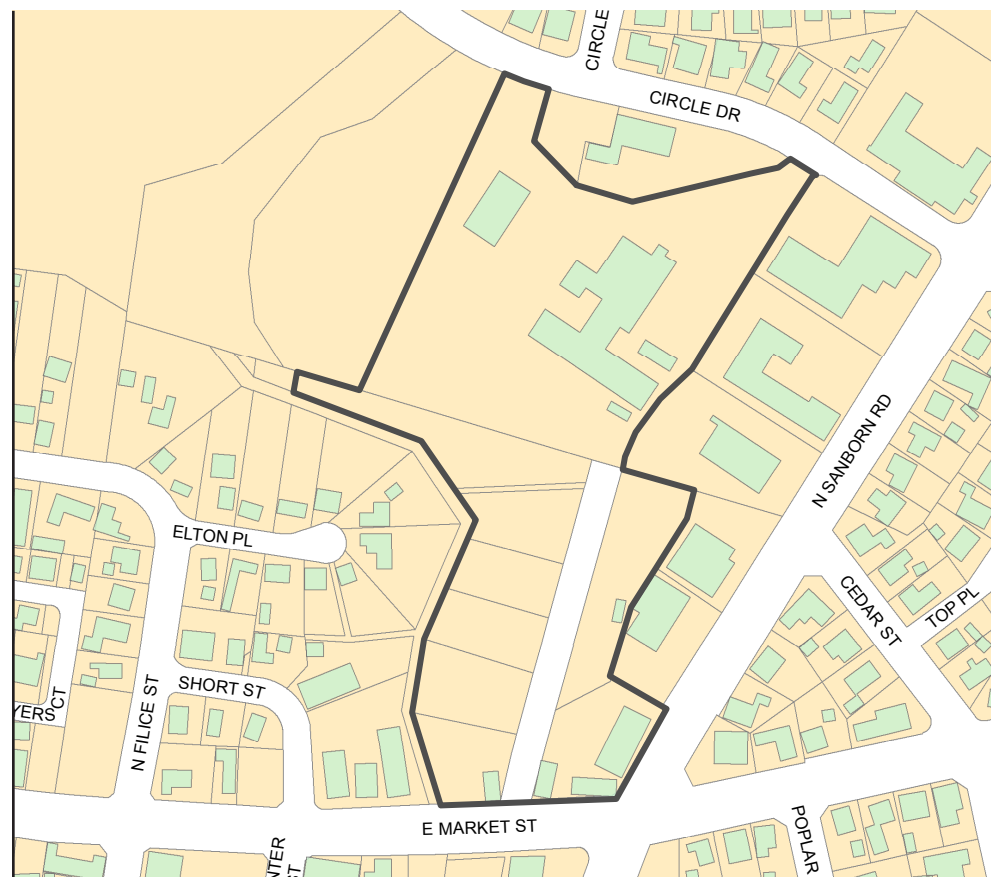 CIRCLE
CIRCLE DR
N SANBORN RD
ELTON PL
CEDAR ST
TOP PL
SHORT ST
YERS
CT
N FILICE ST
E MARKET ST
POPLAR
NTER
ST